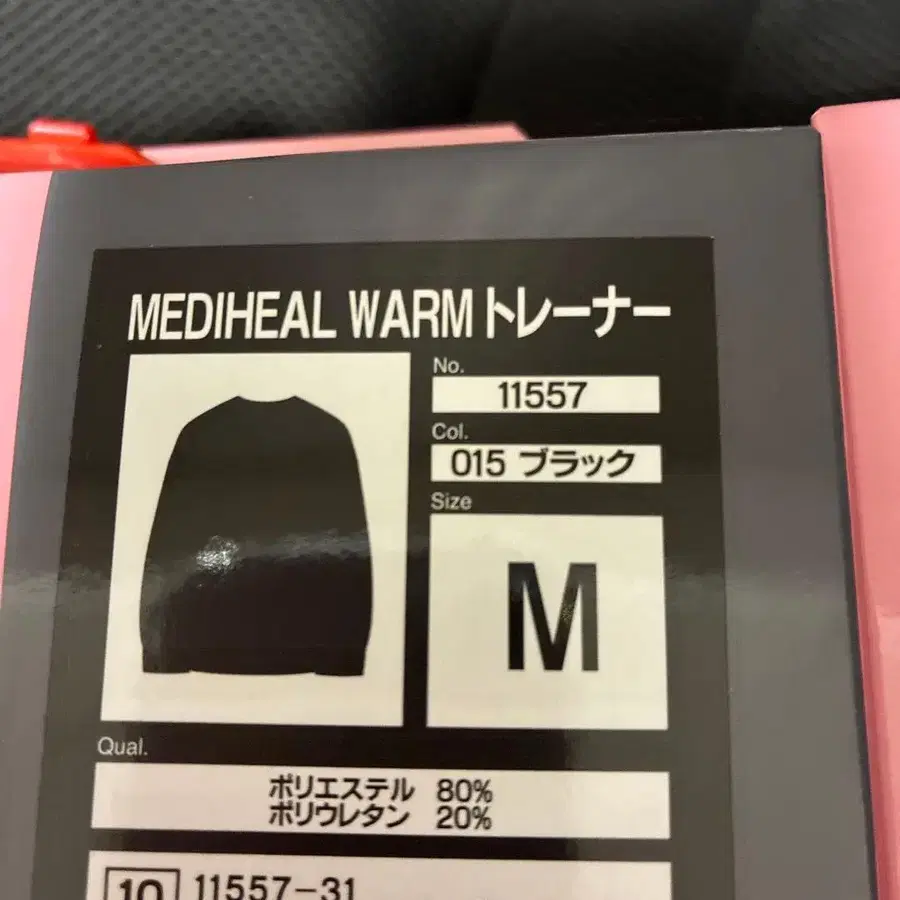 MEDIHEAL WARM トレーナー
No.
11557
Col.
015 ブラック
Size
M
Qual.
ポリエステル 80%
ポリウレタン 20%
10 11557-31